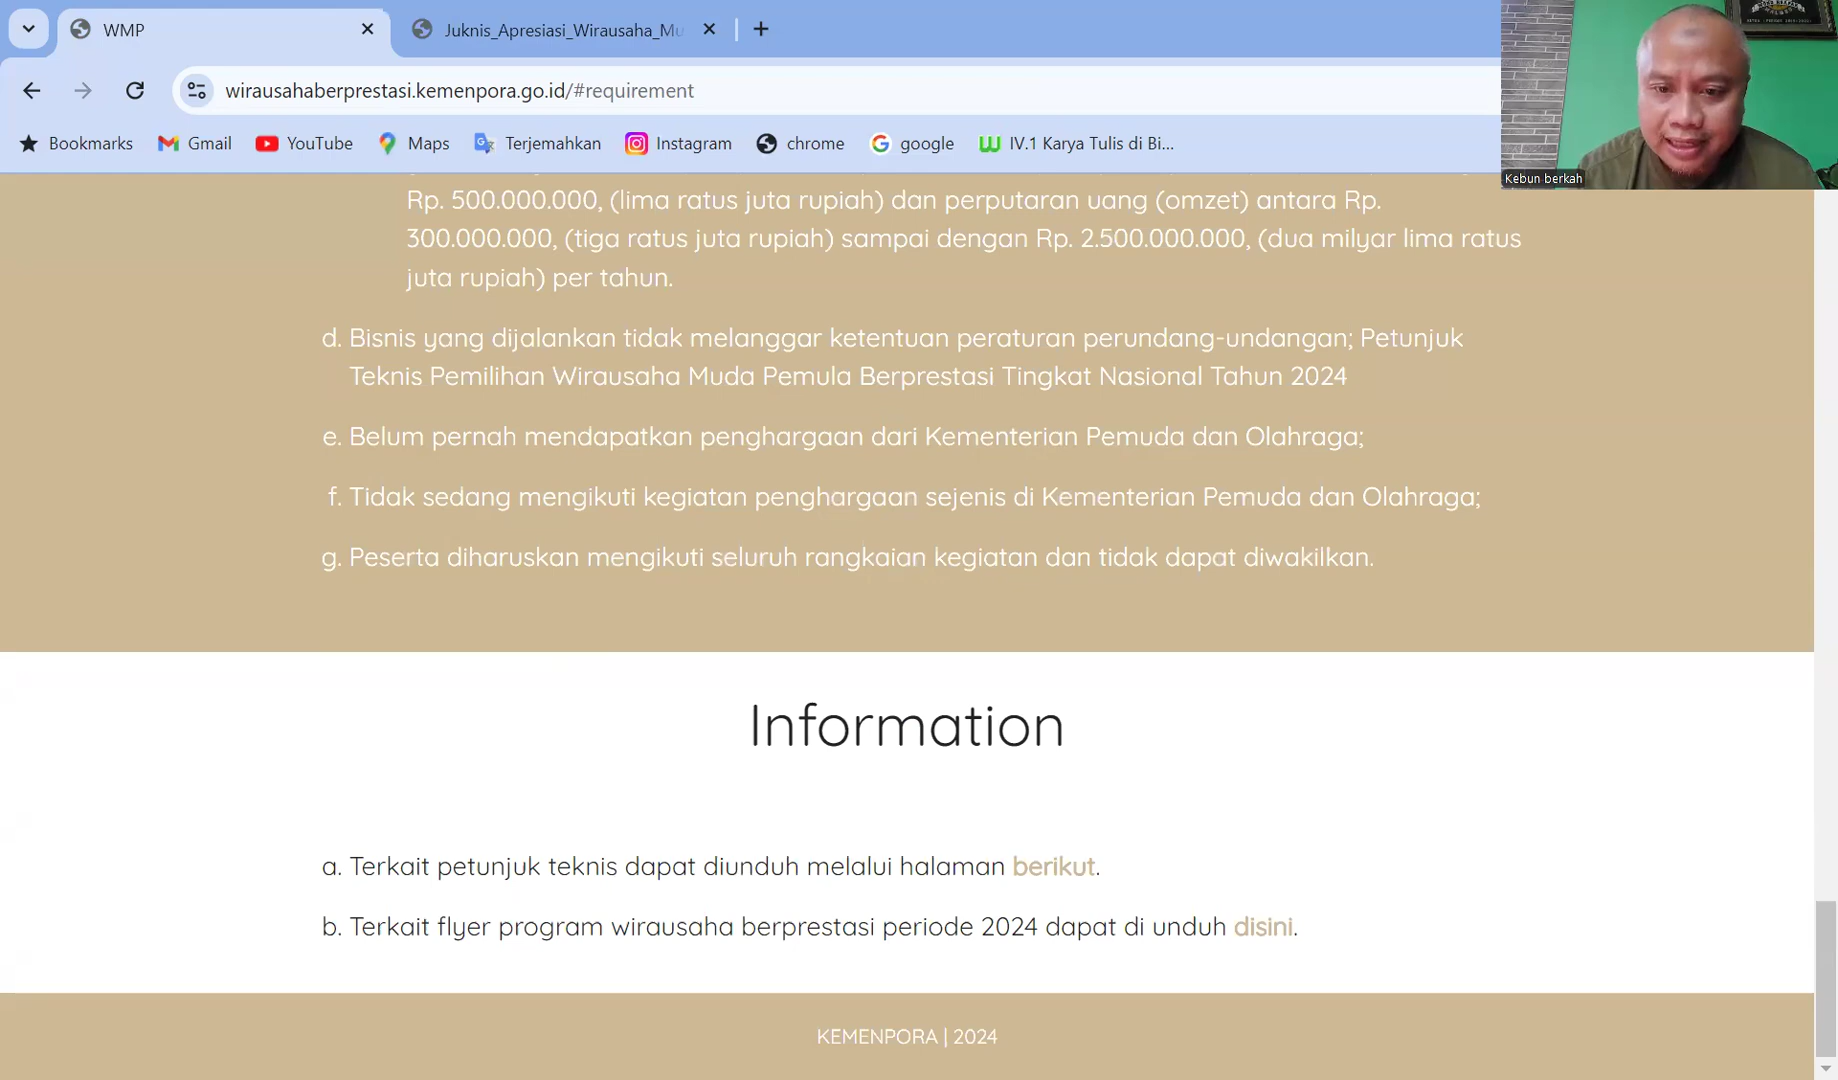 WMP
Juknis_Apresiasi_Wirausaha_Mu
wirausahaberprestasi.kemenpora.go.id/#requirement
Bookmarks Gmail YouTube Maps Terjemahkan Instagram chrome google IV.1 Karya Tulis di Bi...
Kebun berkah
Rp. 500.000.000, (lima ratus juta rupiah) dan perputaran uang (omzet) antara Rp.
300.000.000, (tiga ratus juta rupiah) sampai dengan Rp. 2.500.000.000, (dua milyar lima ratus
juta rupiah) per tahun.
d. Bisnis yang dijalankan tidak melanggar ketentuan peraturan perundang-undangan; Petunjuk
Teknis Pemilihan Wirausaha Muda Pemula Berprestasi Tingkat Nasional Tahun 2024
e. Belum pernah mendapatkan penghargaan dari Kementerian Pemuda dan Olahraga;
f. Tidak sedang mengikuti kegiatan penghargaan sejenis di Kementerian Pemuda dan Olahraga;
g. Peserta diharuskan mengikuti seluruh rangkaian kegiatan dan tidak dapat diwakilkan.
Information
a. Terkait petunjuk teknis dapat diunduh melalui halaman berikut.
b. Terkait flyer program wirausaha berprestasi periode 2024 dapat di unduh disini.
KEMENPORA | 2024